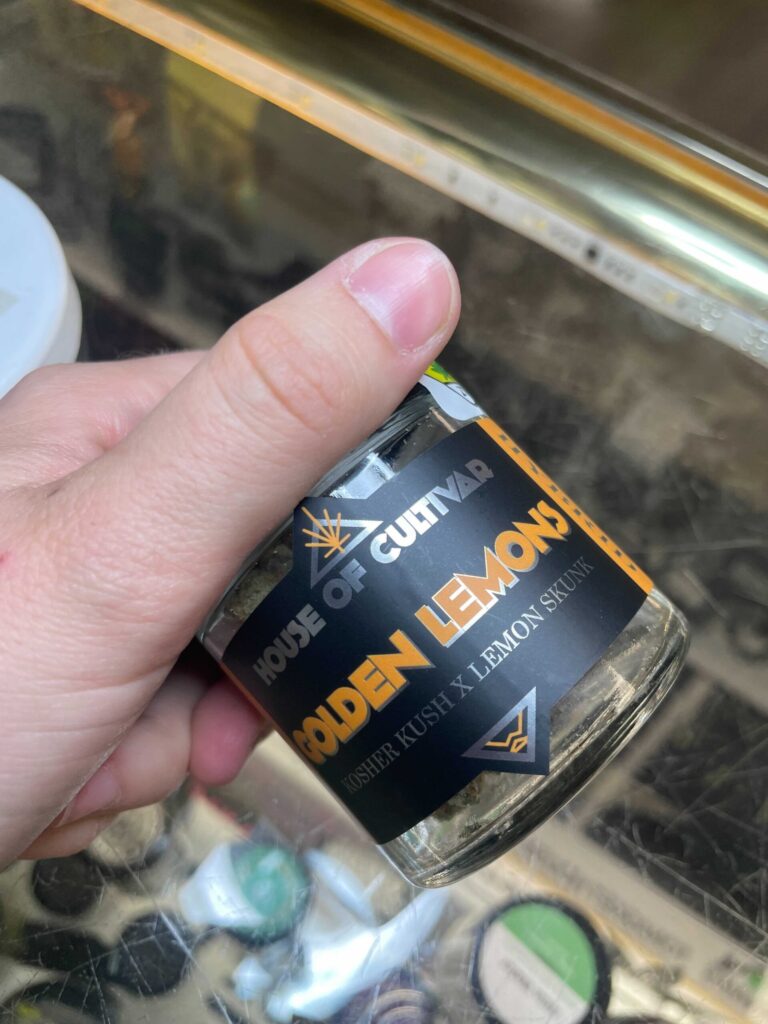 HOUSE OF CULTIVAR
GOLDEN LEMONS
KOSHER KUSH X LEMON SKUNK